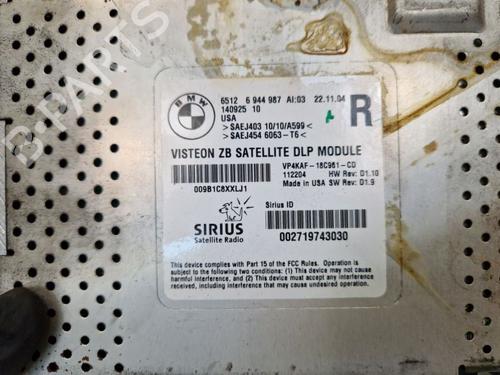 BMW
6512 6 944 987 AI:03 22.11.04
140925 10
USA
>SAEJ403 10/10/A599<
>SAEJ454 6063-T6<
R
VISTEON ZB SATELLITE DLP MODULE
VP4KAF-18C961-CD
112204 HW Rev: D1.10
Made in USA SW Rev: D1.9
009B1C8XXLJ1
Sirius ID
SIRIUS
Satellite Radio
002719743030
This device complies with Part 15 of the FCC Rules. Operation is
subject to the following two conditions: (1) This device may not cause
harmful interference, and (2) This device must accept any
interference received, including interference that may cause
undesired operation.